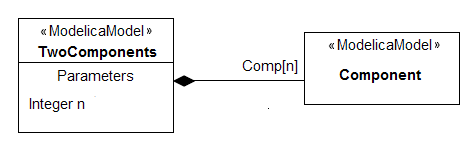 «ModelicaModel»
TwoComponents
Parameters
Integer n
Comp[n]
«ModelicaModel»
Component